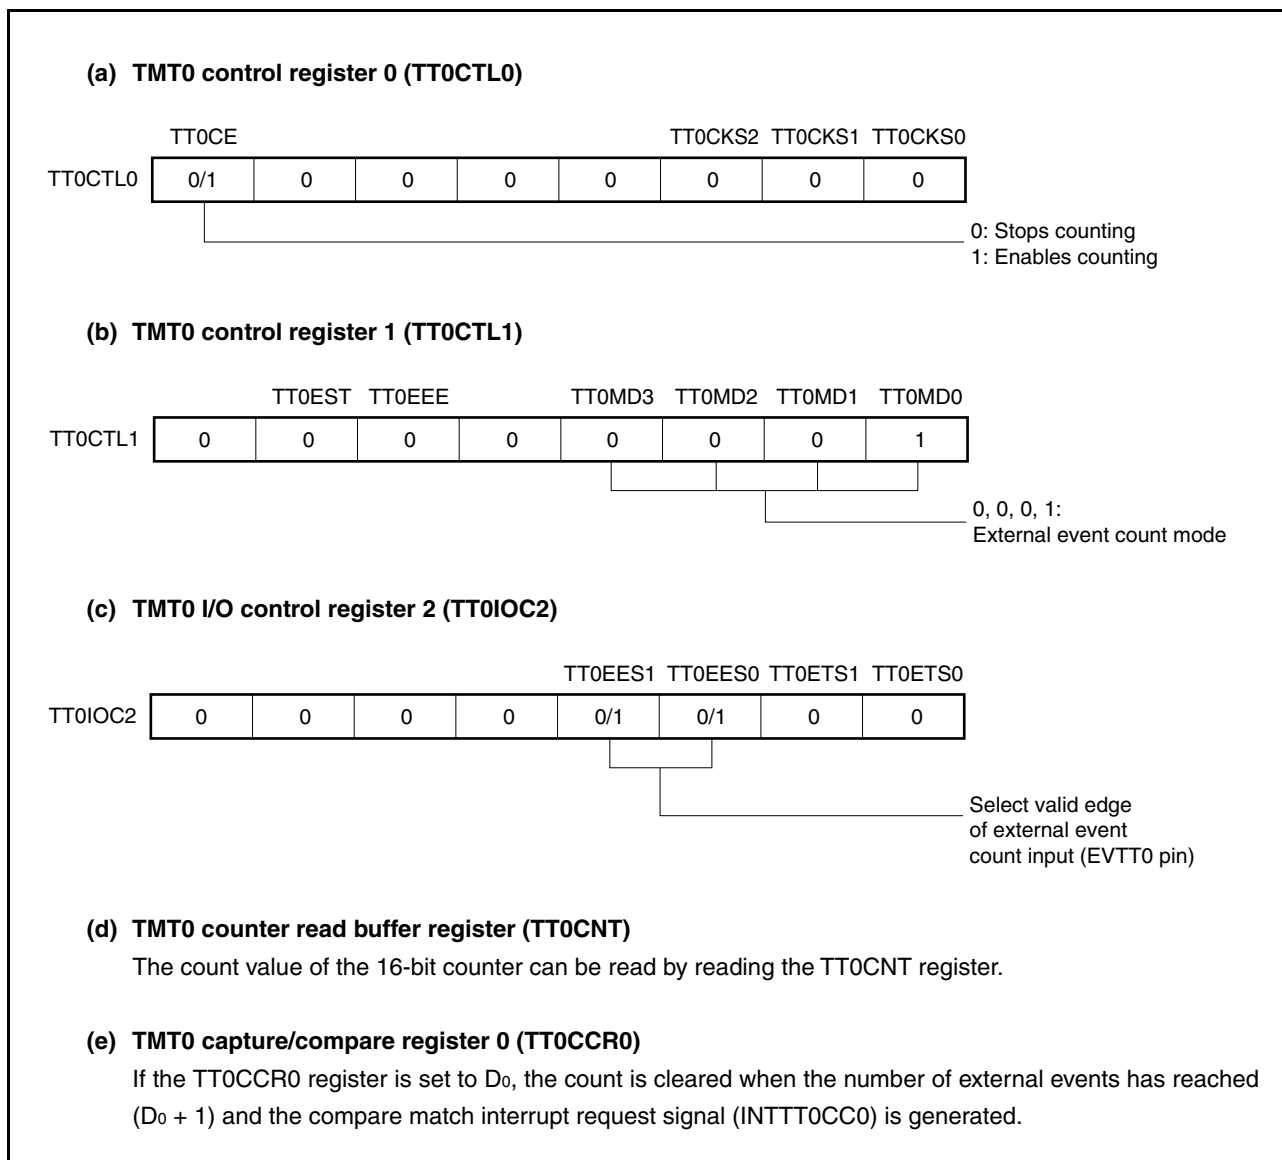 (a) TMT0 control register 0 (TT0CTL0)
TT0CE TT0CKS2 TT0CKS1 TT0CKS0
TT0CTL0 0/1 0 0 0 0 0 0 0
0: Stops counting
1: Enables counting
(b) TMT0 control register 1 (TT0CTL1)
TT0EST TT0EEE TT0MD3 TT0MD2 TT0MD1 TT0MD0
TT0CTL1 0 0 0 0 0 0 0 1
0, 0, 0, 1:
External event count mode
(c) TMT0 I/O control register 2 (TT0IOC2)
TT0EES1 TT0EES0 TT0ETS1 TT0ETS0
TT0IOC2 0 0 0 0 0/1 0/1 0 0
Select valid edge
of external event
count input (EVTT0 pin)
(d) TMT0 counter read buffer register (TT0CNT)
The count value of the 16-bit counter can be read by reading the TT0CNT register.
(e) TMT0 capture/compare register 0 (TT0CCR0)
If the TT0CCR0 register is set to D0, the count is cleared when the number of external events has reached
(D0 + 1) and the compare match interrupt request signal (INTTT0CC0) is generated.